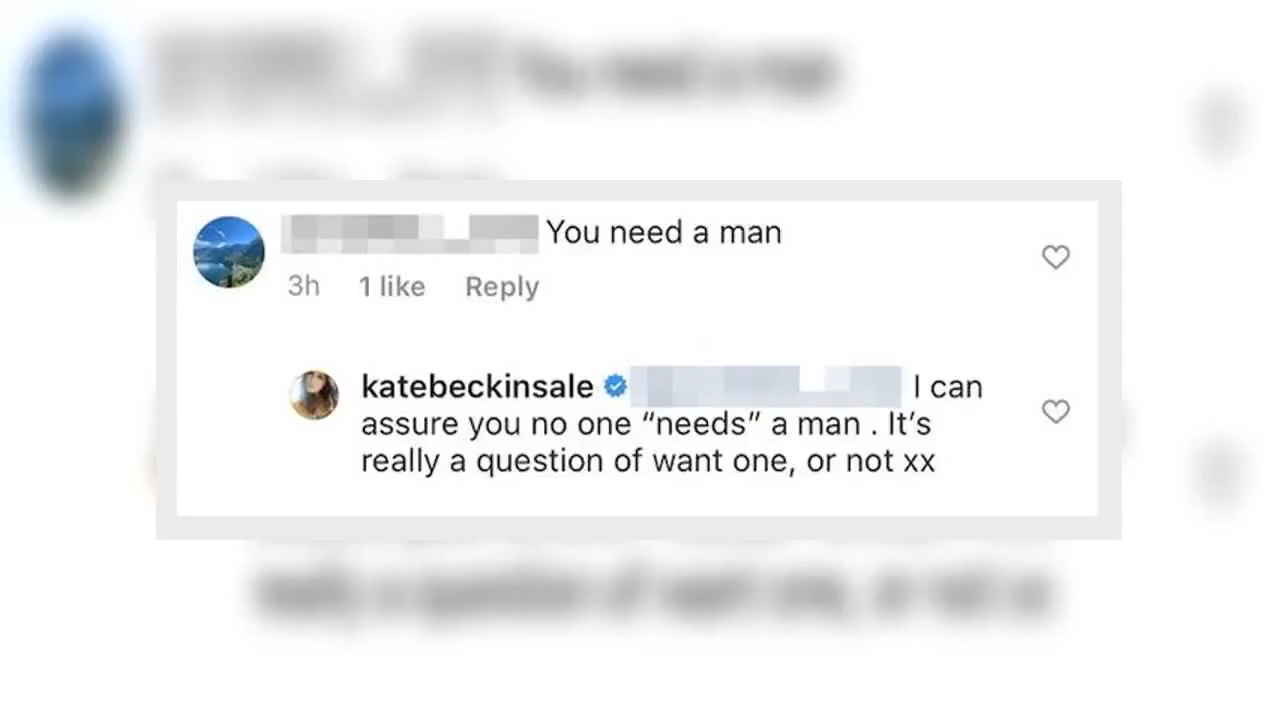 You need a man
3h 1 like Reply
katebeckinsale I can
assure you no one “needs” a man . It’s
really a question of want one, or not xx